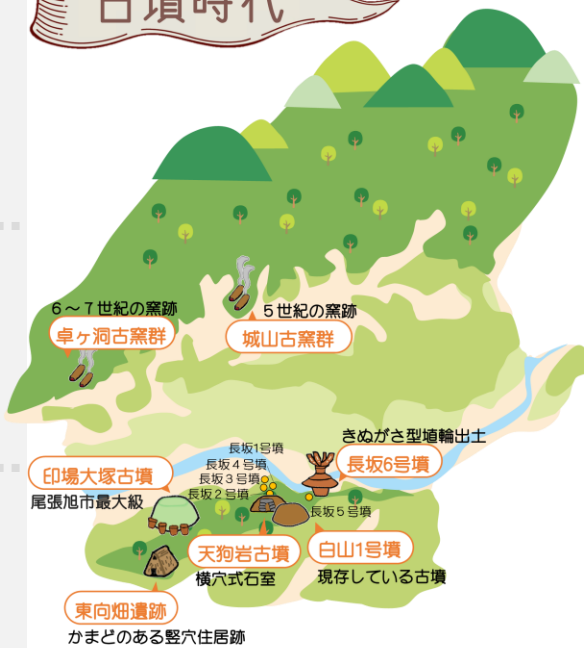 古墳時代
6～7世紀の窯跡
卓ヶ洞古窯群
5世紀の窯跡
城山古窯群
きぬがさ型埴輪出土
長坂6号墳
長坂1号墳
長坂4号墳
長坂3号墳
長坂2号墳
印場大塚古墳
尾張旭市最大級
長坂5号墳
天狗岩古墳
横穴式石室
白山1号墳
現存している古墳
東向畑遺跡
かまどのある竪穴住居跡